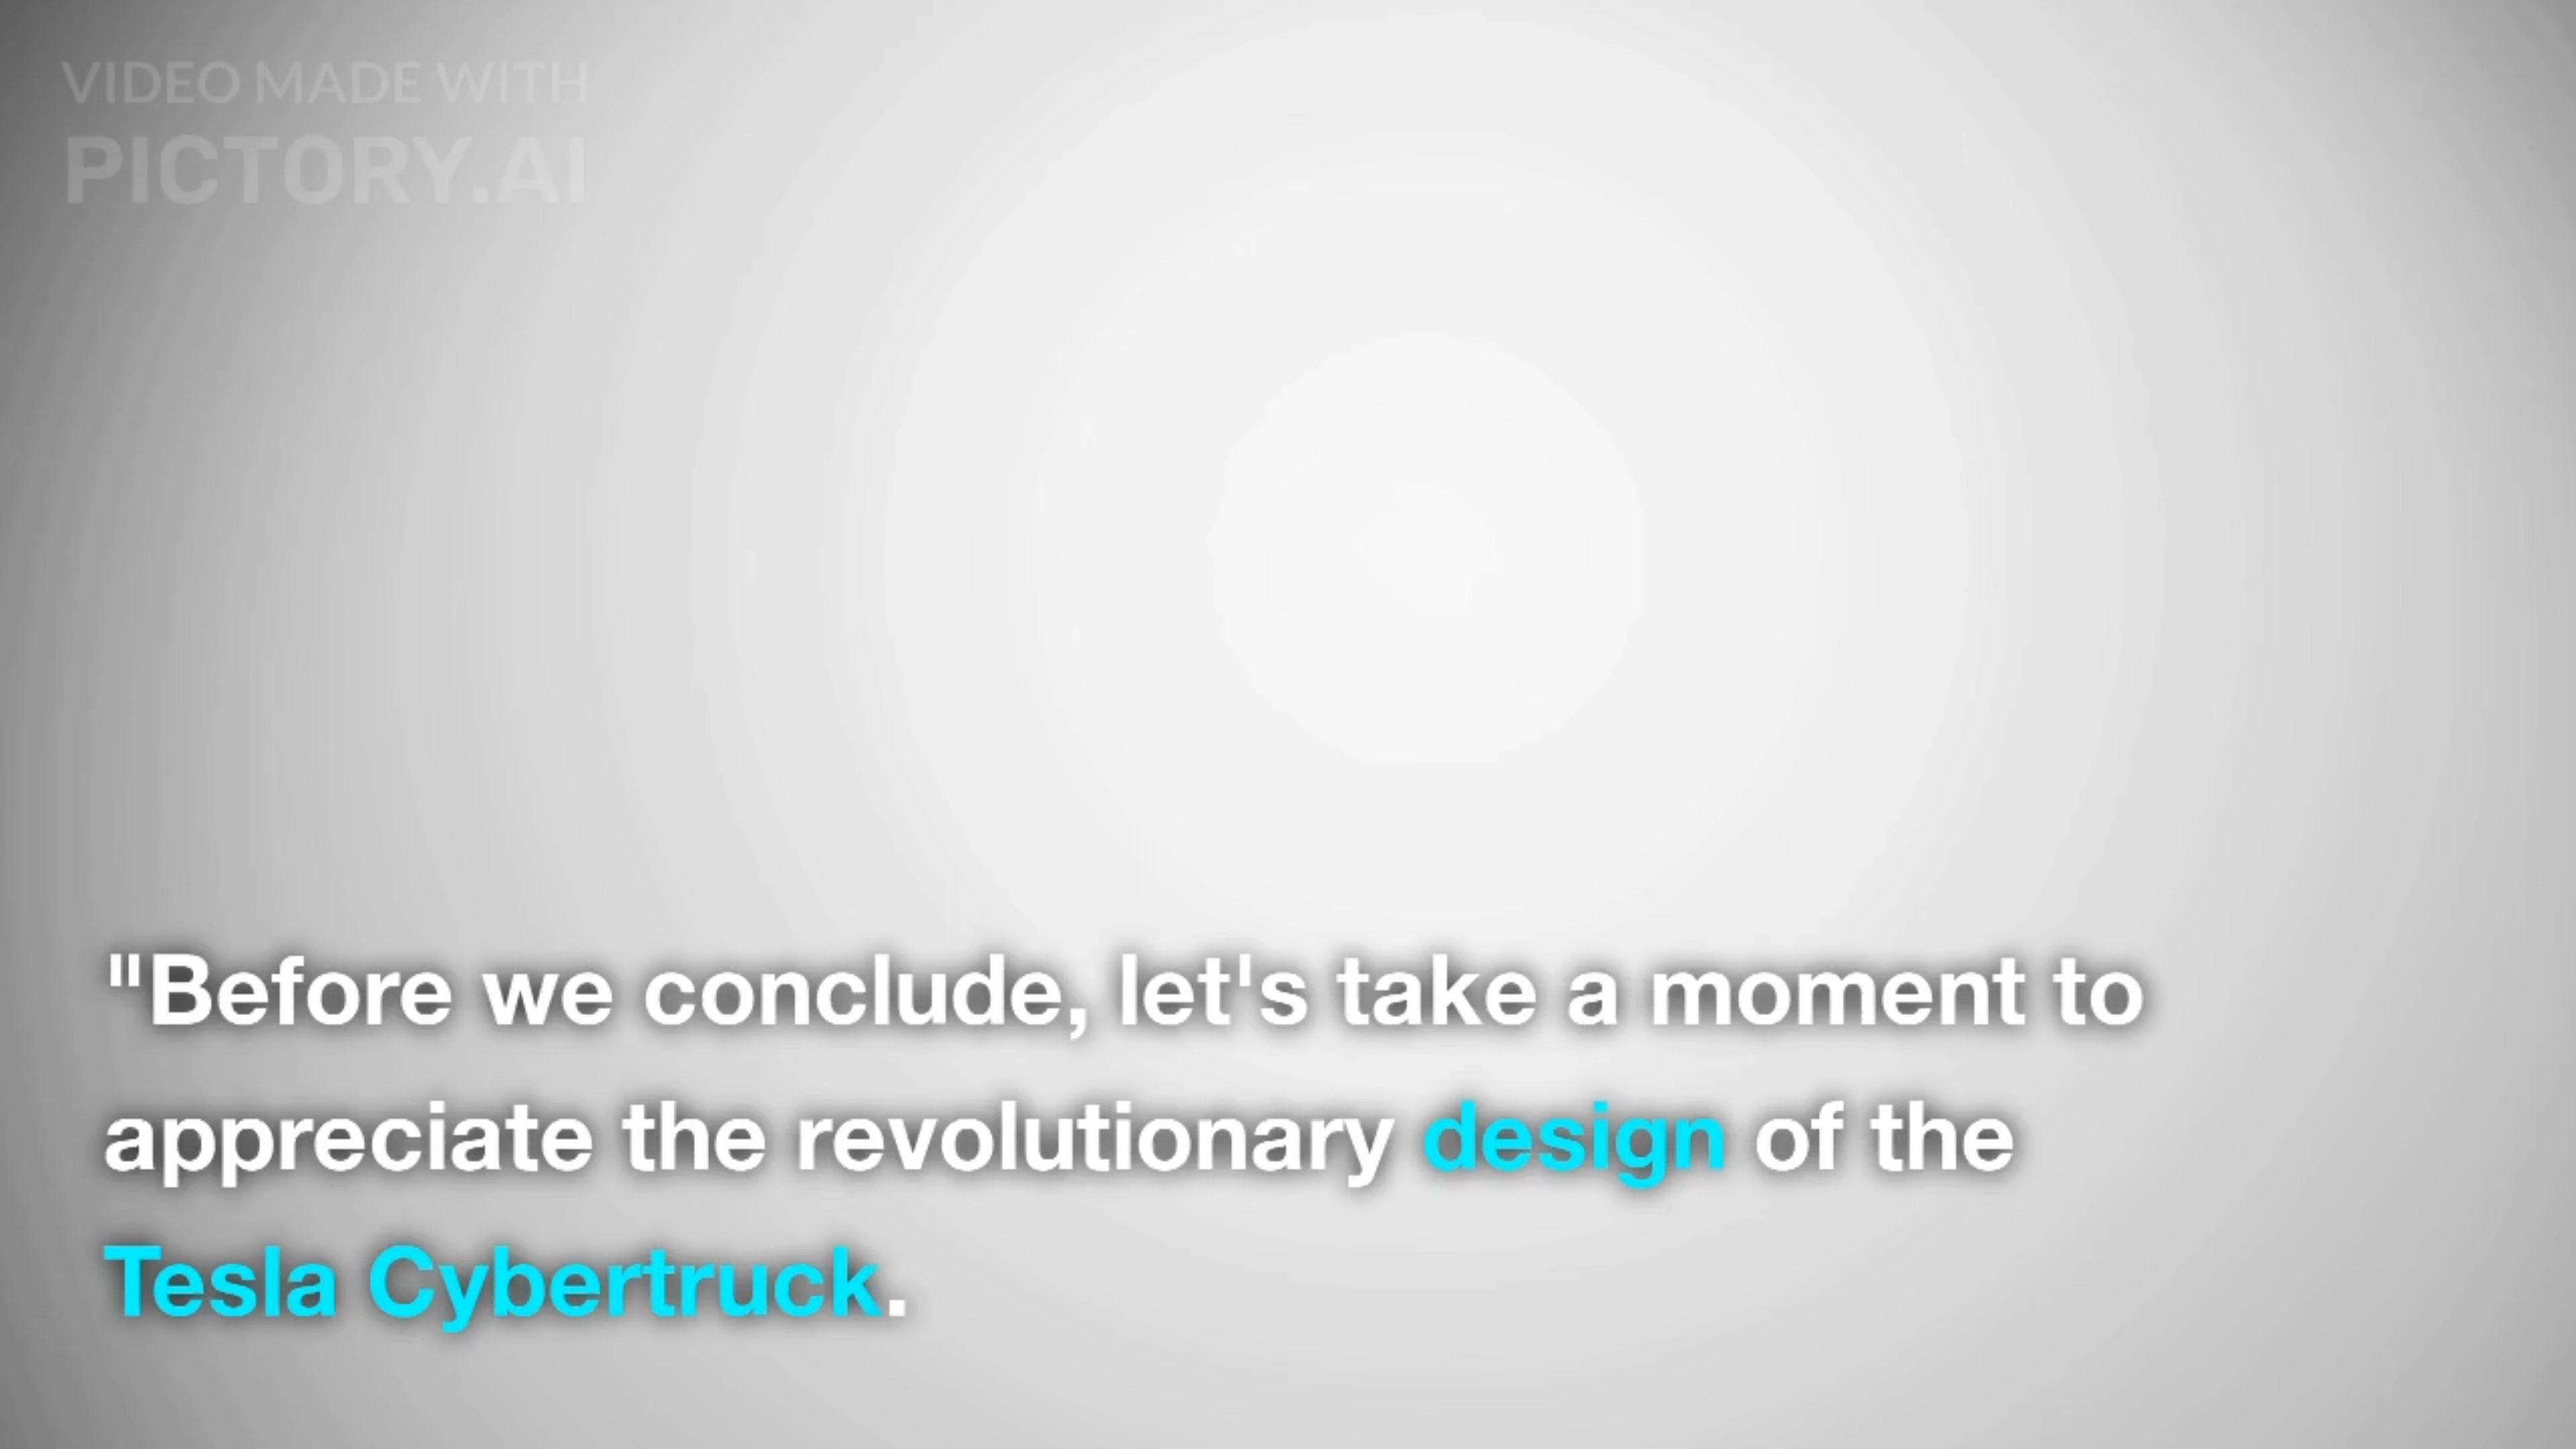 VIDEO MADE WITH
PICTORY.AI
"Before we conclude, let's take a moment to
appreciate the revolutionary design of the
Tesla Cybertruck.